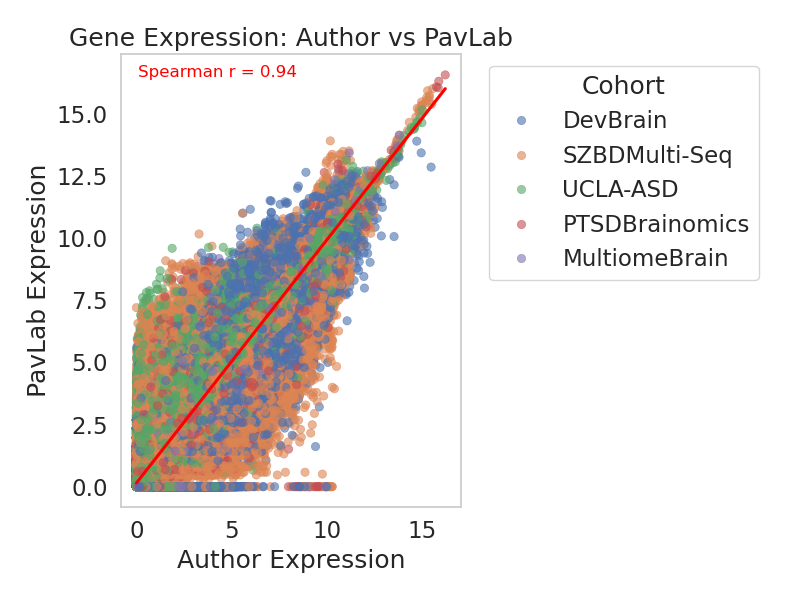 Gene Expression: Author vs PavLab
Spearman r = 0.94
PavLab Expression
15.0
12.5
10.0
7.5
5.0
2.5
0.0
0 5 10 15
Author Expression
Cohort
DevBrain
SZBDMulti-Seq
UCLA-ASD
PTSDBrainomics
MultiomeBrain